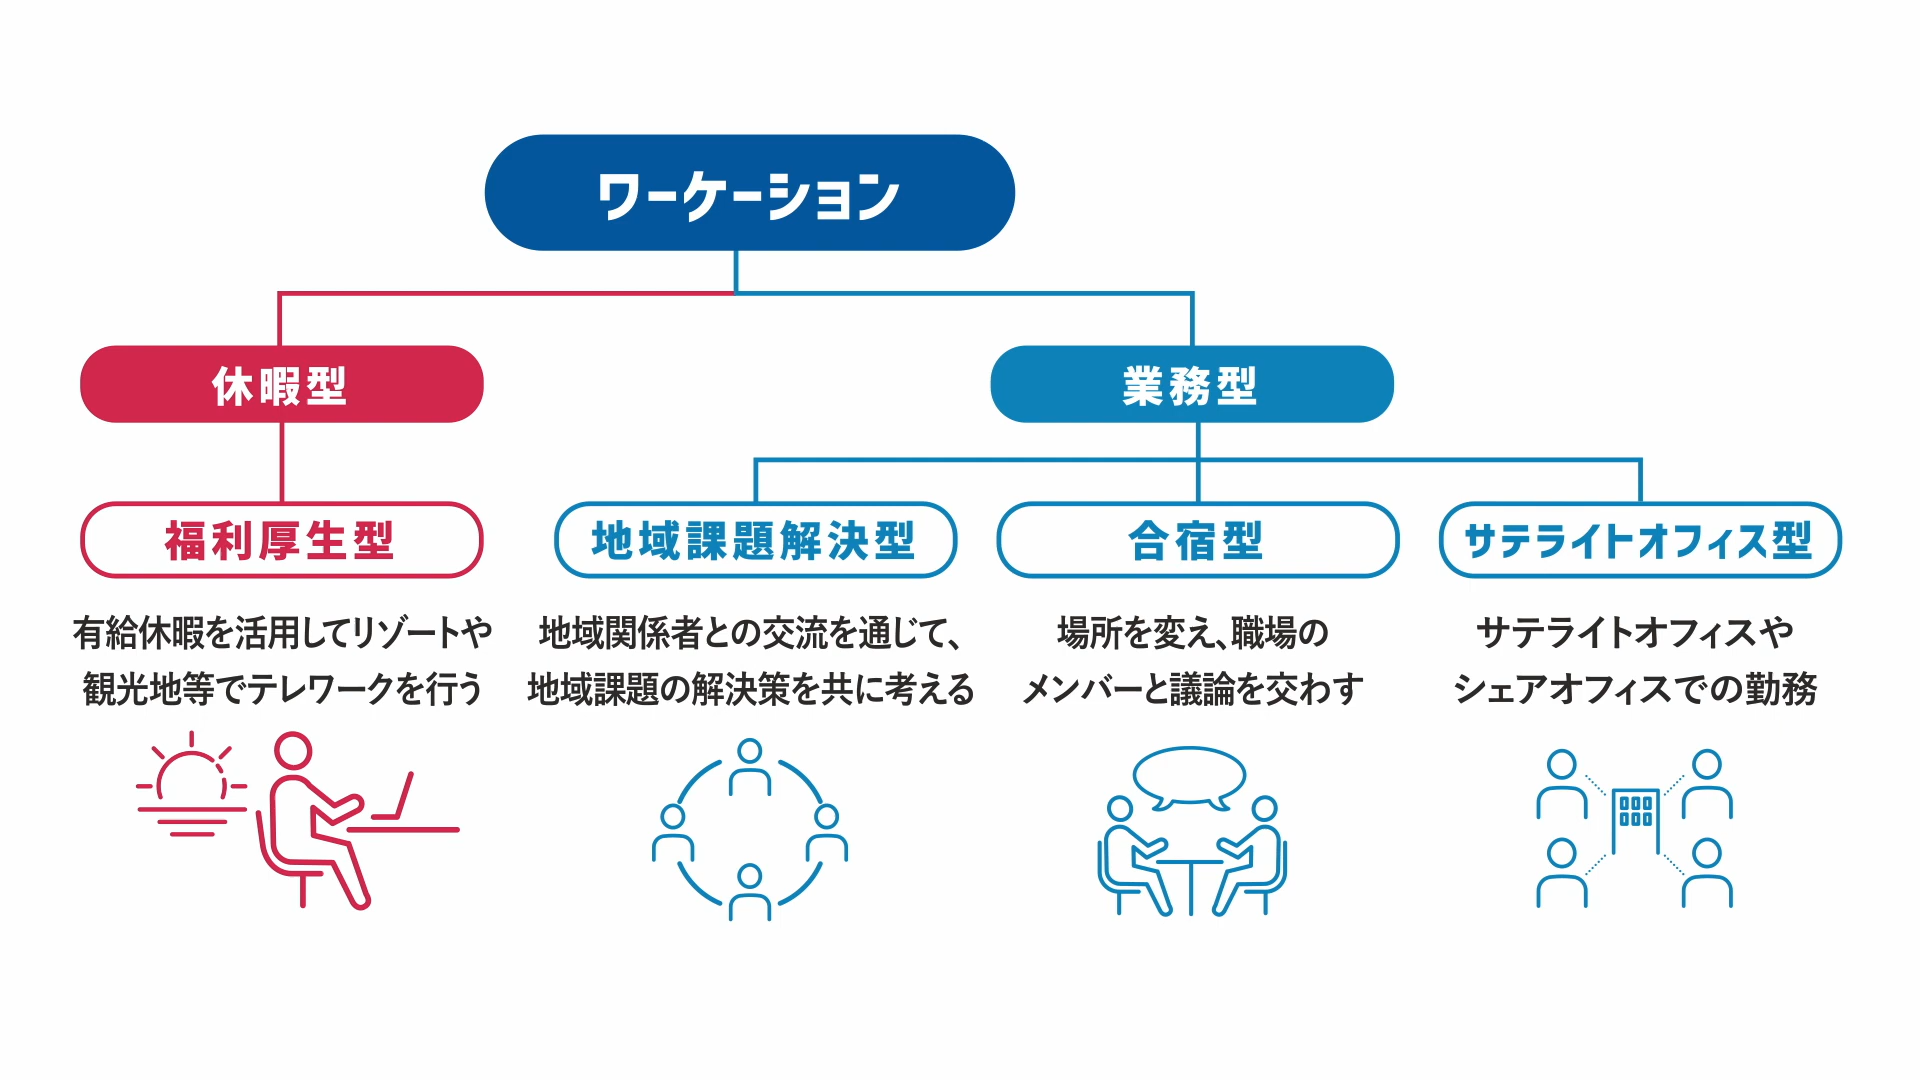 ワーケーション
休暇型
業務型
福利厚生型
地域課題解決型
合宿型
サテライトオフィス型
有給休暇を活用してリゾートや
観光地等でテレワークを行う
地域関係者との交流を通じて、
地域課題の解決策を共に考える
場所を変え、職場の
メンバーと議論を交わす
サテライトオフィスや
シェアオフィスでの勤務